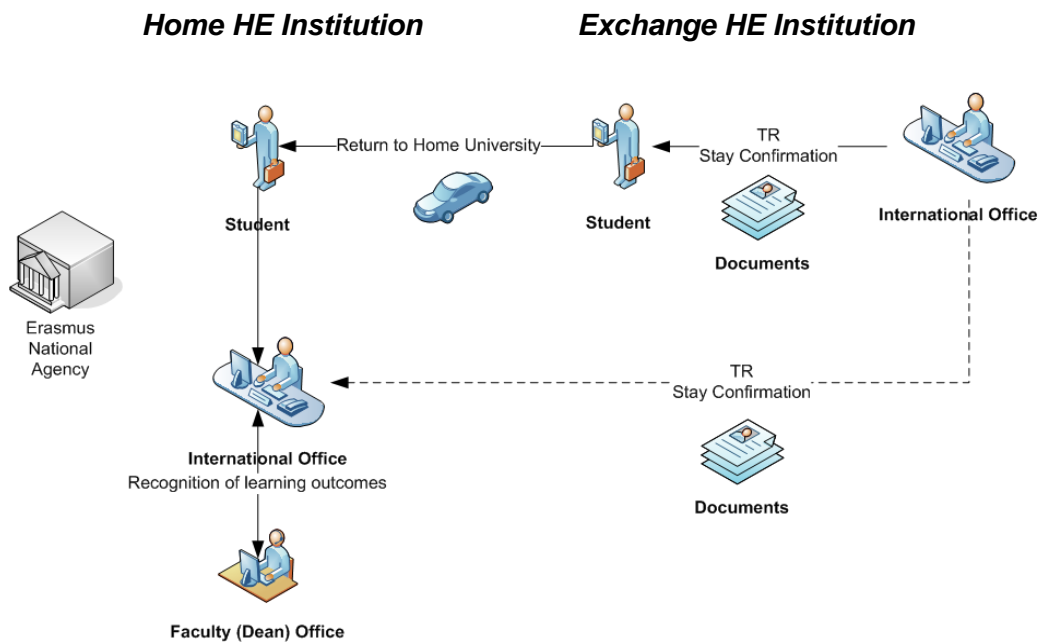 Home HE Institution
Exchange HE Institution
Return to Home University
TR
Stay Confirmation
Student
Student
International Office
Documents
Erasmus
National
Agency
TR
Stay Confirmation
International Office
Recognition of learning outcomes
Documents
Faculty (Dean) Office